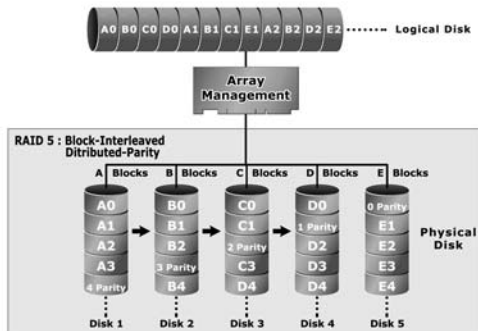 A0 B0 C0 D0 A1 B1 C1 E1 A2 B2 D2 E2 Logical Disk
Array
Management
RAID 5 : Block-Interleaved
Ditributed-Parity
A Blocks B Blocks C Blocks D Blocks E Blocks
A0 B0 C0 D0 0 Parity
A1 B1 C1 1 Parity E1
A2 B2 2 Parity D2 E2
A3 3 Parity C3 D3 E3
4 Parity B4 D4 D4 E4
Physical
Disk
Disk 1 Disk 2 Disk 3 Disk 4 Disk 5